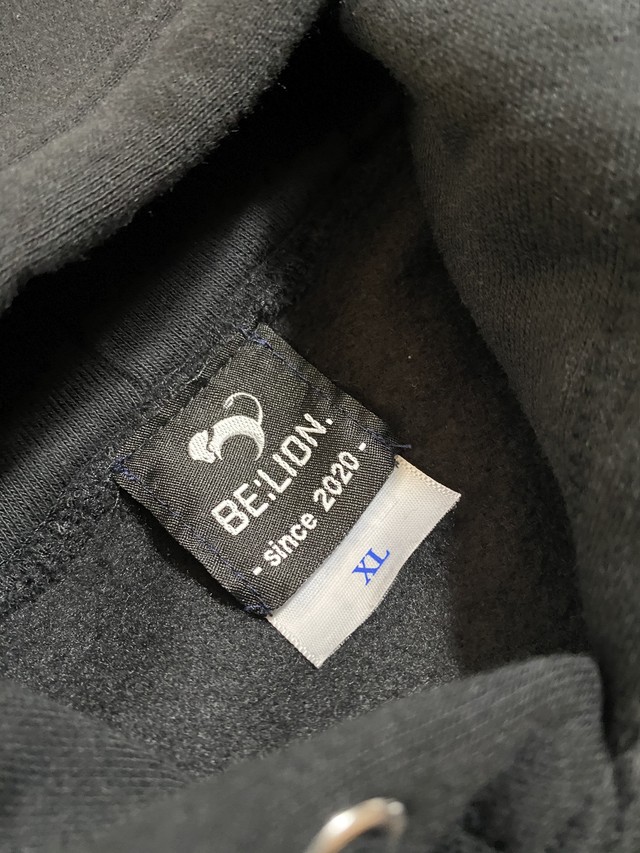 BE;LION.
- since 2020 -
XL